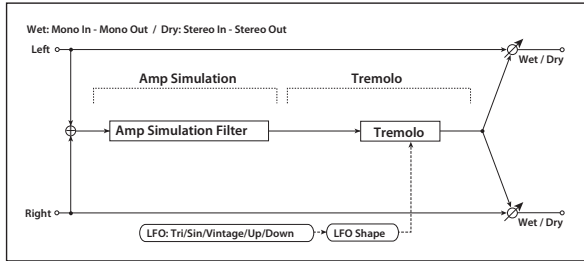 Wet: Mono In - Mono Out / Dry: Stereo In - Stereo Out
Left
Wet / Dry
Amp Simulation
Tremolo
Amp Simulation Filter
Tremolo
Right
Wet / Dry
LFO: Tri/Sin/Vintage/Up/Down
LFO Shape